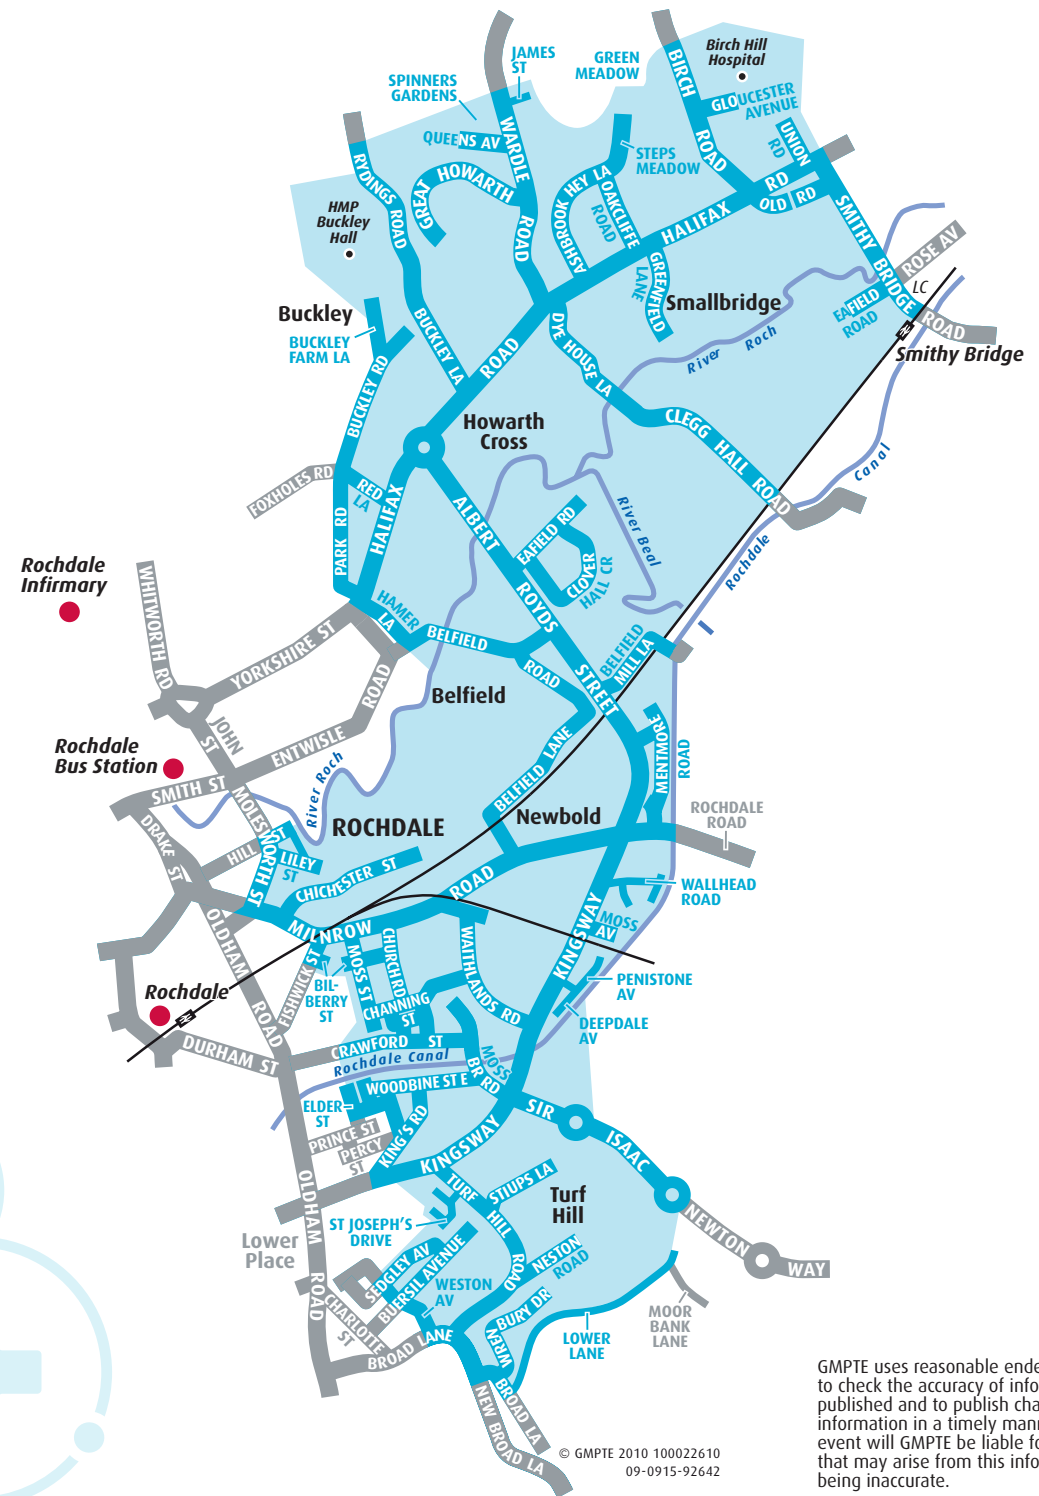 JAMES
ST
GREEN
MEADOW
Birch Hill
Hospital
SPINNERS
GARDENS
BIRCH
ROAD
GLOUCESTER
AVENUE
QUEENS AV
WARDLE
ROAD
STEPS
MEADOW
UNION
RD
RYDINGS
ROAD
GREAT
HOWARTH
ASHBROOK HEY LA
OAKCLIFFE
ROAD
HALIFAX
RD
OLD RD
SMITHY
BRIDGE
ROAD
ROSE AV
HMP
Buckley
Hall
GREENFIELD
LANE
LC
EAFIELD
ROAD
Smallbridge
Smithy Bridge
Buckley
BUCKLEY
FARM LA
BUCKLEY LA
DYE HOUSE LA
ROAD
River Roch
BUCKLEY RD
Howarth
Cross
CLEGG HALL ROAD
Canal
FOXHOLES RD
RED
LA
HALIFAX
ALBERT
ROYDS
STREET
EAFIELD RD
CLOVER
HALL CR
River Beal
Rochdale
PARK RD
Rochdale
Infirmary
WHITWORTH RD
HAMER
LA
BELFIELD
ROAD
BELFIELD
MILL LA
YORKSHIRE ST
Belfield
JOHN
ST
ENTWISLE
ROAD
MENTMORE
ROAD
Rochdale
Bus Station
SMITH ST
River Roch
BELFIELD LANE
Newbold
ROCHDALE
ROAD
DRAKE ST
MOLESWORTH ST
ROCHDALE
HILL ST
LILEY
ST
CHICHESTER ST
MILNROW
ROAD
WALLHEAD
ROAD
OLDHAM
ROAD
KINGSWAY
MOSS
AV
FISHWICK ST
MOSS ST
CHURCH RD
WAITHLANDS RD
BIL-
BERRY
ST
CHANNING
ST
PENISTONE
AV
Rochdale
DEEPDALE
AV
DURHAM ST
CRAWFORD ST
Rochdale Canal
MOSS
BR RD
WOODBINE ST E
ELDER
ST
SIR
ISAAC
NEWTON
WAY
PRINCE ST
PERCY
ST
KING'S RD
KINGSWAY
OLDHAM
ROAD
TURF
HILL
ROAD
STIUPS LA
Turf
Hill
ST JOSEPH'S
DRIVE
Lower
Place
SEDGLEY AV
BUERSIL AVENUE
NESTON
ROAD
WESTON
AV
CHARLOTTE
ST
BROAD LANE
WREN
BURY DR
LOWER
LANE
MOOR
BANK
LANE
NEW BROAD LA
BROAD LA
© GMPTE 2010 100022610
09-0915-92642
GMPTE uses reasonable ende
to check the accuracy of info
published and to publish cha
information in a timely mann
event will GMPTE be liable fo
that may arise from this info
being inaccurate.